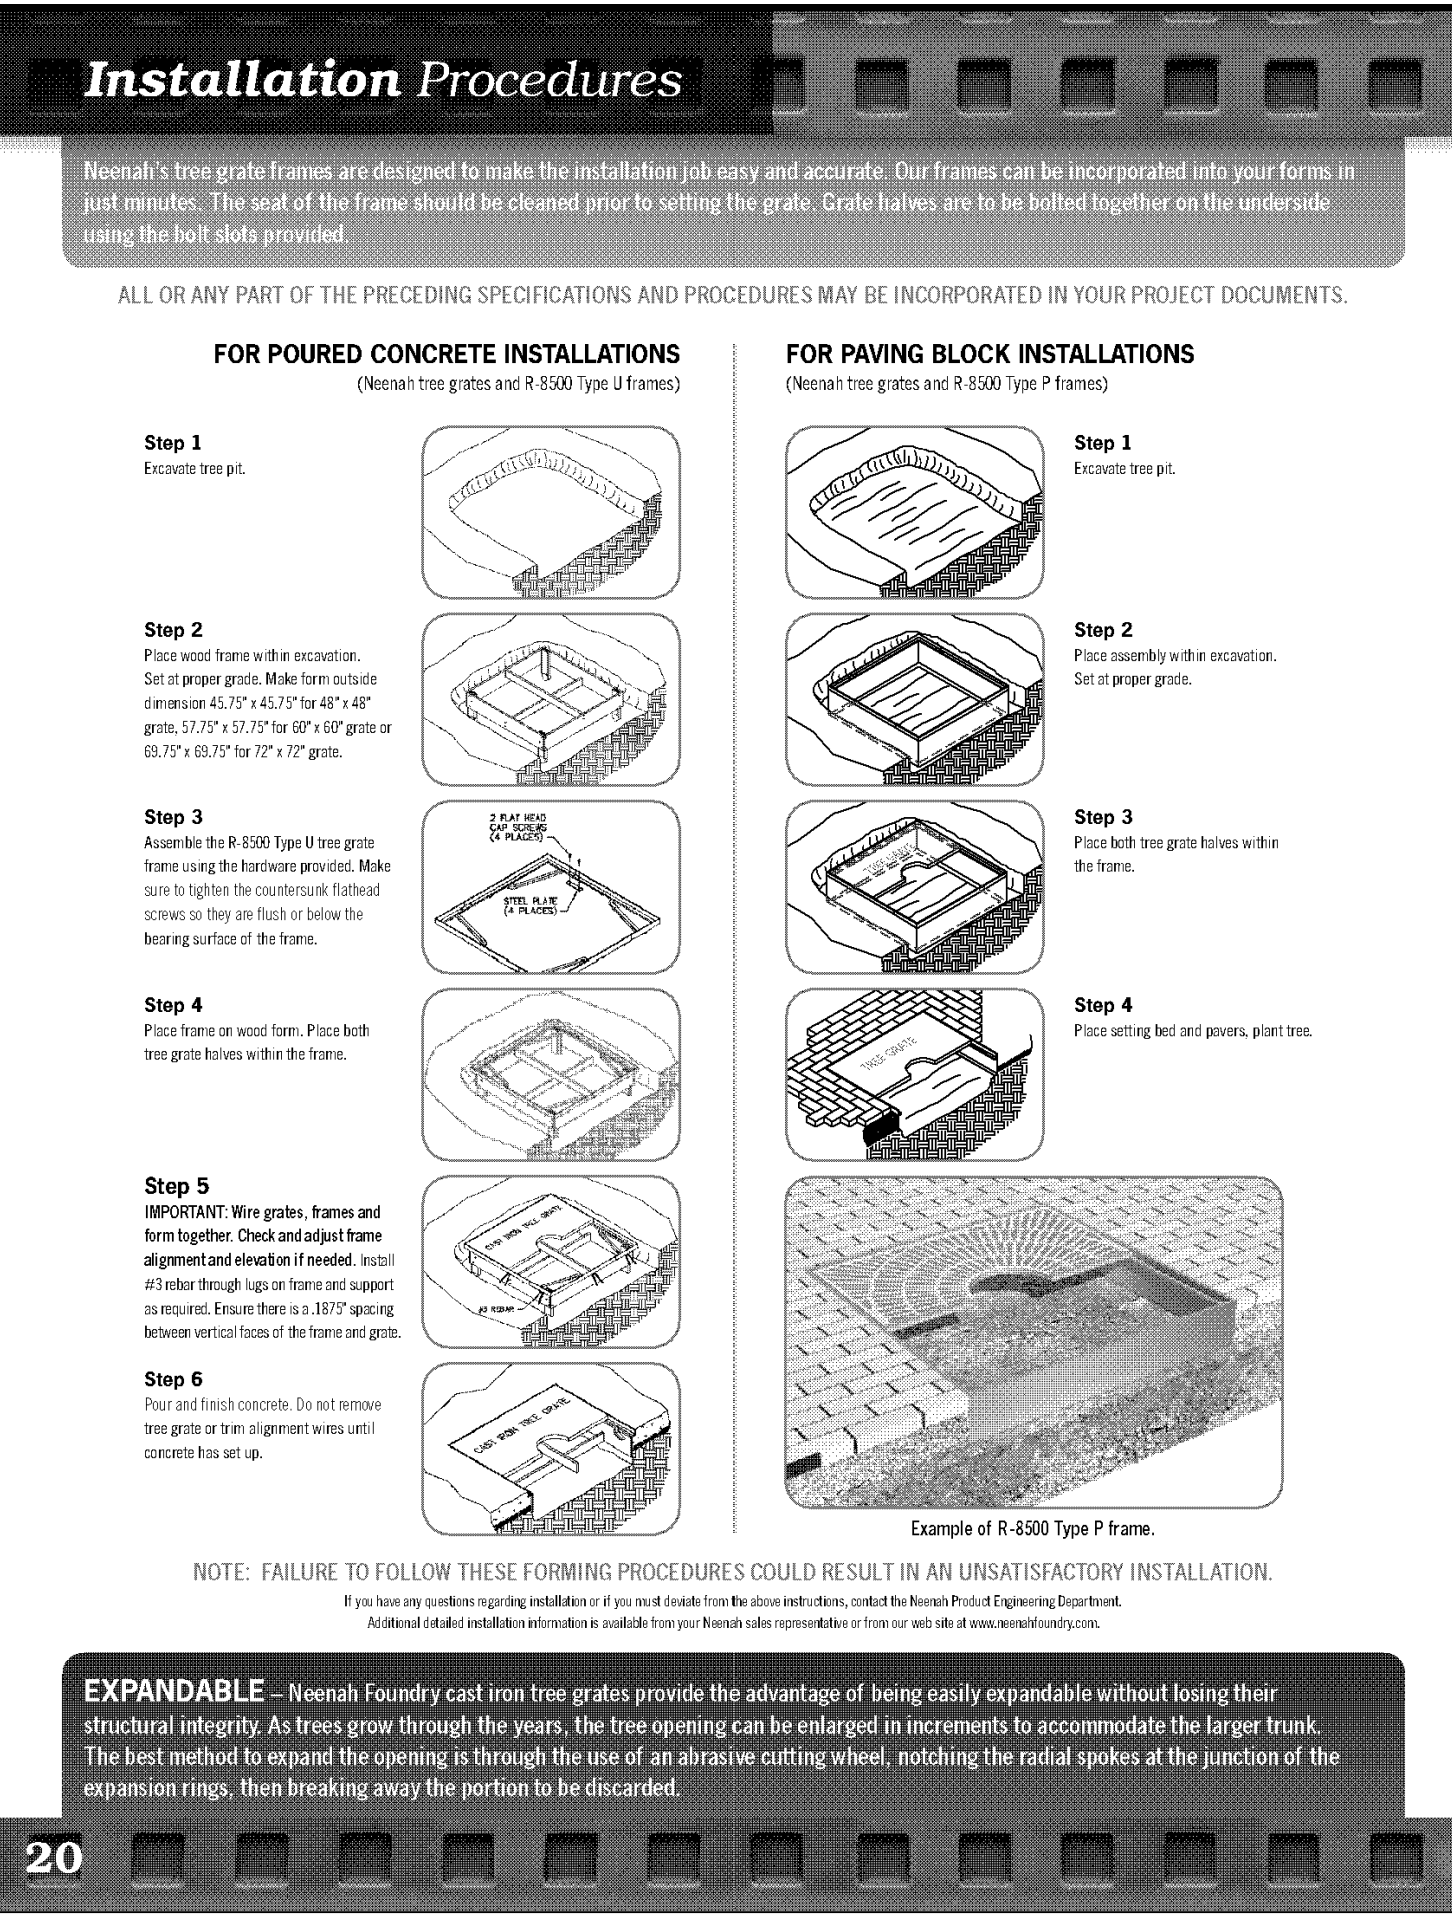 Installation Procedures
Neenah's tree grate frames are designed to make the installation job easy and accurate. Our frames can be incorporated into your forms in
just minutes. The seat of the frame should be cleaned prior to setting the grate. Grate halves are to be bolted together on the underside
using the bolt slots provided.
ALL OR ANY PART OF THE PRECEDING SPECIFICATIONS AND PROCEDURES MAY BE INCORPORATED IN YOUR PROJECT DOCUMENTS.
FOR POURED CONCRETE INSTALLATIONS
(Neenah tree grates and R-8500 Type U frames)
Step 1
Excavate tree pit.
Step 2
Place wood frame within excavation.
Set at proper grade. Make form outside
dimension 45.75" x 45.75" for 48" x 48"
grate, 57.75" x 57.75" for 60" x 60" grate or
69.75" x 69.75" for 72" x 72" grate.
Step 3
Assemble the R-8500 Type U tree grate
frame using the hardware provided. Make
sure to tighten the countersunk flathead
screws so they are flush or below the
bearing surface of the frame.
2 FLAT HEAD
CAP SCREWS
(4 PLACES)
STEEL PLATE
(4 PLACES)
Step 4
Place frame on wood form. Place both
tree grate halves within the frame.
Step 5
IMPORTANT: Wire grates, frames and
form together. Check and adjust frame
alignment and elevation if needed. Install
#3 rebar through lugs on frame and support
as required. Ensure there is a .1875" spacing
between vertical faces of the frame and grate.
CAST IRON TREE GRATE
#3 REBAR
Step 6
Pour and finish concrete. Do not remove
tree grate or trim alignment wires until
concrete has set up.
CAST IRON TREE GRATE
FOR PAVING BLOCK INSTALLATIONS
(Neenah tree grates and R-8500 Type P frames)
Step 1
Excavate tree pit.
Step 2
Place assembly within excavation.
Set at proper grade.
Step 3
Place both tree grate halves within
the frame.
TREE GRATE
Step 4
Place setting bed and pavers, plant tree.
TREE GRATE
Example of R-8500 Type P frame.
NOTE: FAILURE TO FOLLOW THESE FORMING PROCEDURES COULD RESULT IN AN UNSATISFACTORY INSTALLATION.
If you have any questions regarding installation or if you must deviate from the above instructions, contact the Neenah Product Engineering Department.
Additional detailed installation information is available from your Neenah sales representative or from our web site at www.neenahfoundry.com.
EXPANDABLE – Neenah Foundry cast iron tree grates provide the advantage of being easily expandable without losing their
structural integrity. As trees grow through the years, the tree opening can be enlarged in increments to accommodate the larger trunk.
The best method to expand the opening is through the use of an abrasive cutting wheel, notching the radial spokes at the junction of the
expansion rings, then breaking away the portion to be discarded.
20